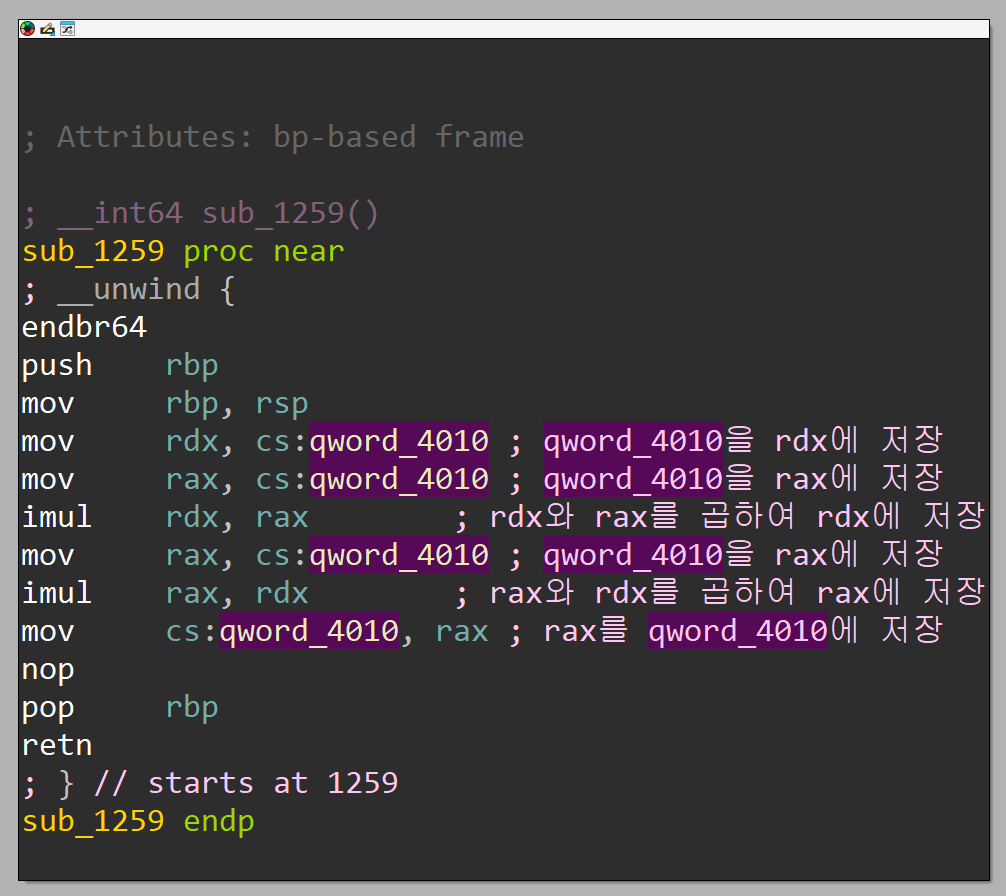 ; Attributes: bp-based frame
; __int64 sub_1259()
sub_1259 proc near
; __unwind {
endbr64
push    rbp
mov     rbp, rsp
mov     rdx, cs:qword_4010 ; qword_4010을 rdx에 저장
mov     rax, cs:qword_4010 ; qword_4010을 rax에 저장
imul    rdx, rax        ; rdx와 rax를 곱하여 rdx에 저장
mov     rax, cs:qword_4010 ; qword_4010을 rax에 저장
imul    rax, rdx        ; rax와 rdx를 곱하여 rax에 저장
mov     cs:qword_4010, rax ; rax를 qword_4010에 저장
nop
pop     rbp
retn
; } // starts at 1259
sub_1259 endp